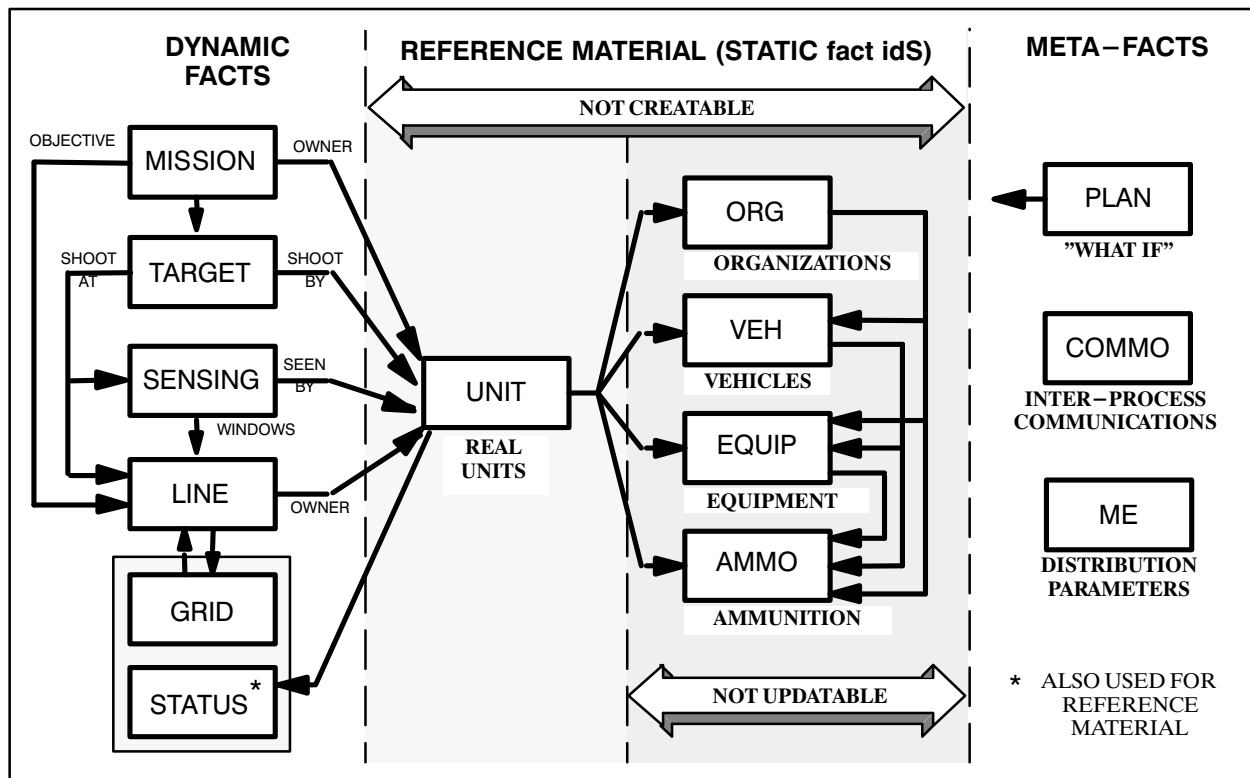 DYNAMIC
FACTS
REFERENCE MATERIAL (STATIC fact idS)
META–FACTS
NOT CREATABLE
OBJECTIVE
MISSION
OWNER
SHOOT
AT
TARGET
SHOOT
BY
SENSING
SEEN
BY
WINDOWS
LINE
OWNER
GRID
STATUS*
UNIT
REAL
UNITS
ORG
ORGANIZATIONS
VEH
VEHICLES
EQUIP
EQUIPMENT
AMMO
AMMUNITION
NOT UPDATABLE
PLAN
”WHAT IF”
COMMO
INTER–PROCESS
COMMUNICATIONS
ME
DISTRIBUTION
PARAMETERS
* ALSO USED FOR
REFERENCE
MATERIAL